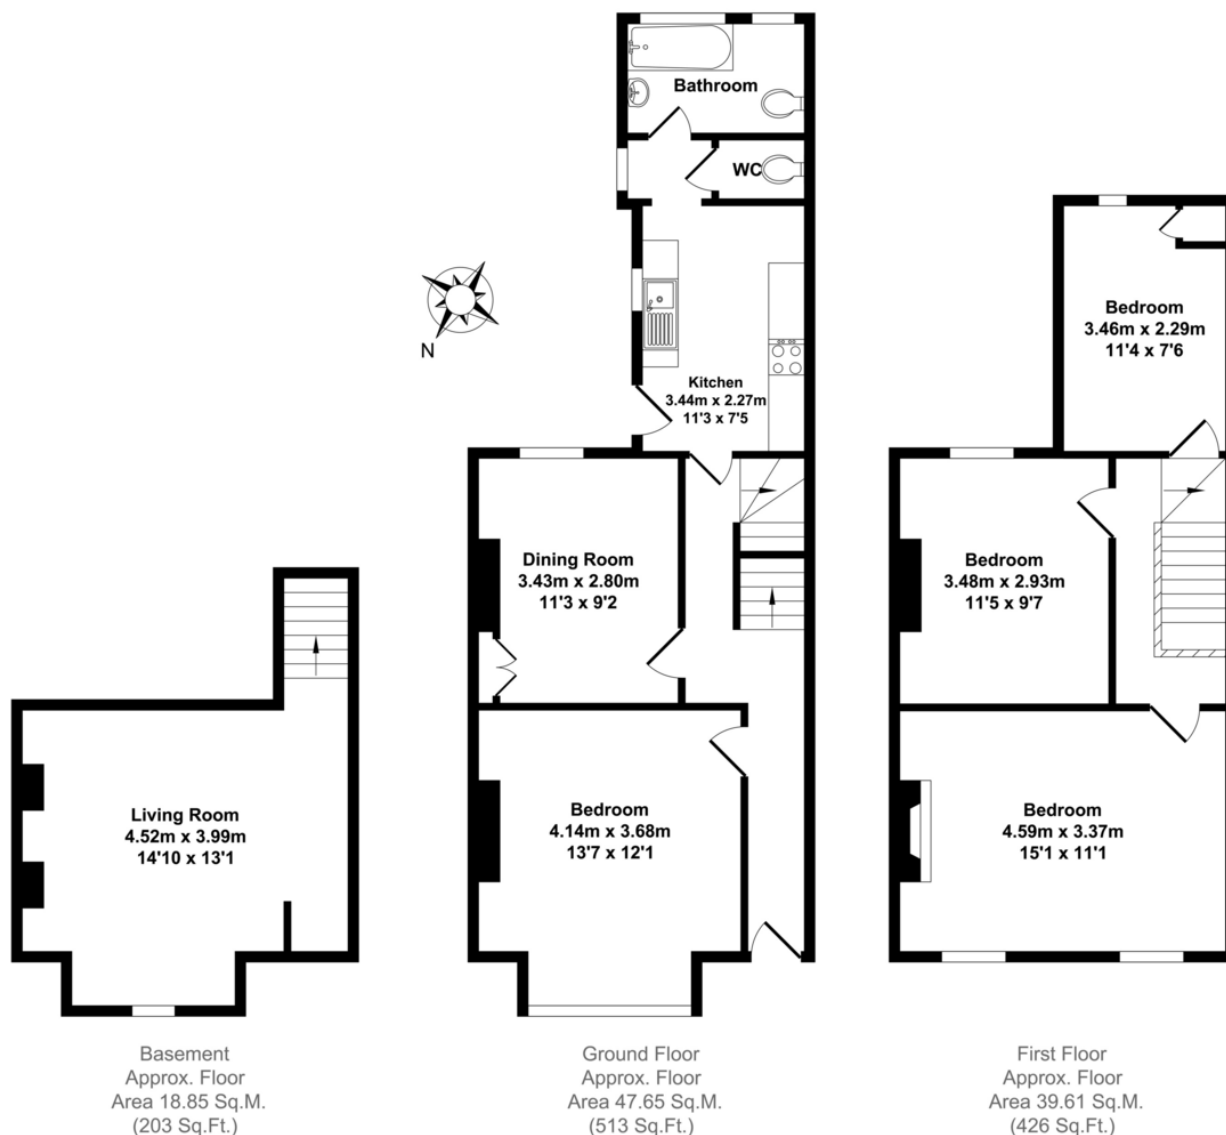 Bathroom
WC
N
Kitchen
3.44m x 2.27m
11'3 x 7'5
Bedroom
3.46m x 2.29m
11'4 x 7'6
Dining Room
3.43m x 2.80m
11'3 x 9'2
Bedroom
3.48m x 2.93m
11'5 x 9'7
Living Room
4.52m x 3.99m
14'10 x 13'1
Bedroom
4.14m x 3.68m
13'7 x 12'1
Bedroom
4.59m x 3.37m
15'1 x 11'1
Basement
Approx. Floor
Area 18.85 Sq.M.
(203 Sq.Ft.)
Ground Floor
Approx. Floor
Area 47.65 Sq.M.
(513 Sq.Ft.)
First Floor
Approx. Floor
Area 39.61 Sq.M.
(426 Sq.Ft.)